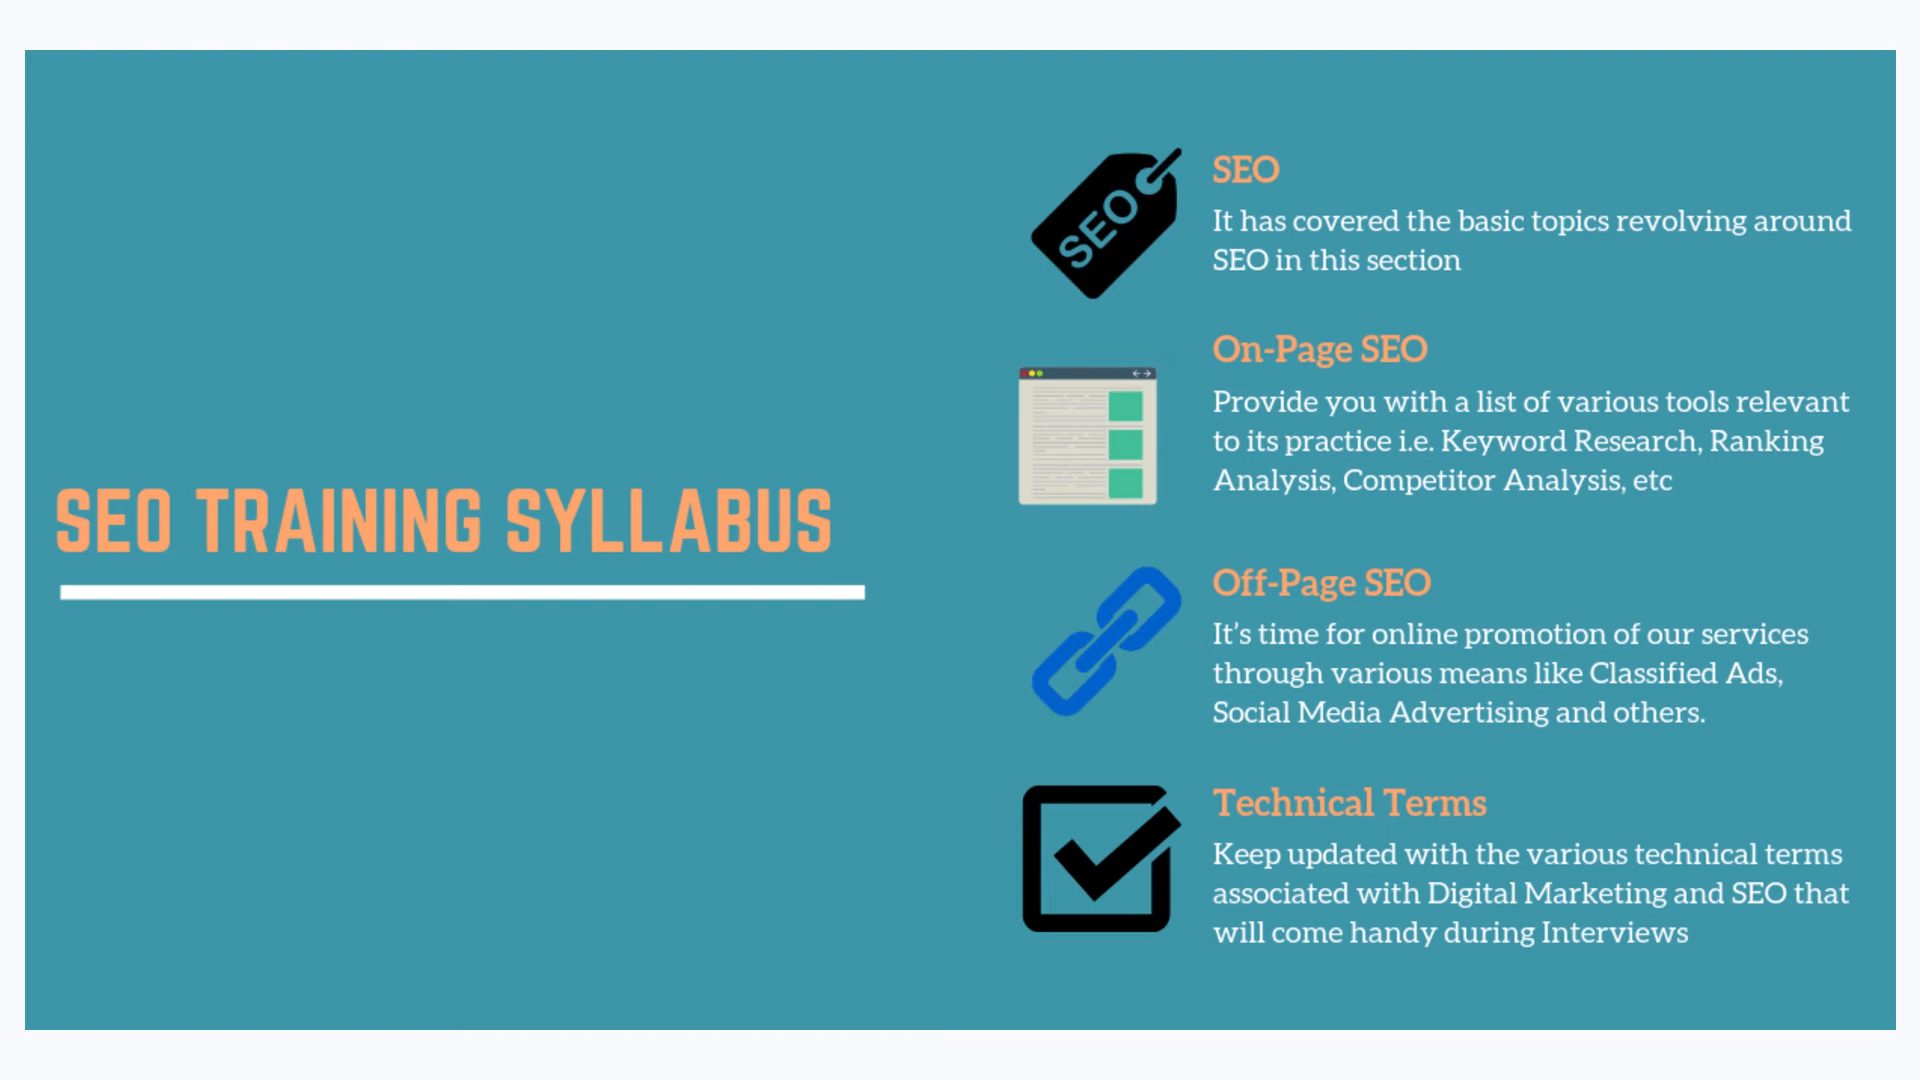 SEO TRAINING SYLLABUS
SEO
SEO
It has covered the basic topics revolving around
SEO in this section
On-Page SEO
Provide you with a list of various tools relevant
to its practice i.e. Keyword Research, Ranking
Analysis, Competitor Analysis, etc
Off-Page SEO
It’s time for online promotion of our services
through various means like Classified Ads,
Social Media Advertising and others.
Technical Terms
Keep updated with the various technical terms
associated with Digital Marketing and SEO that
will come handy during Interviews